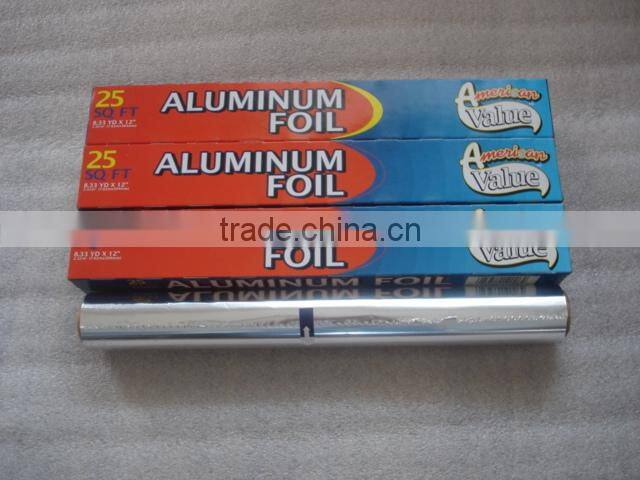 25
SQ FT
8.33 YD X 12"
ALUMINUM
FOIL
American
Value
25
SQ FT
8.33 YD X 12"
ALUMINUM
FOIL
American
Value
trade.china.cn
8.33 YD X 12"
FOIL
Value
25
ALUMINUM FOIL